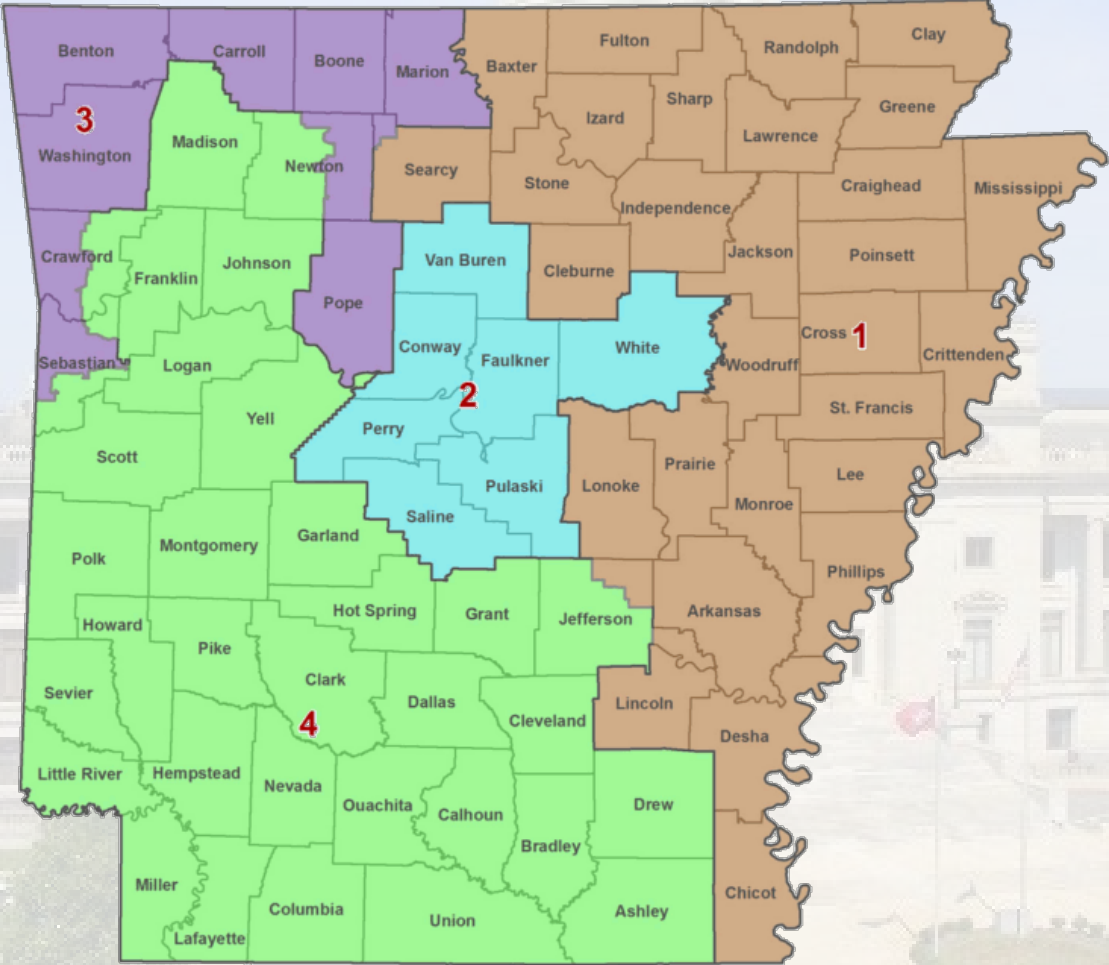 Benton
Carroll
Boone
Marion
Baxter
Fulton
Randolph
Clay
Sharp
Izard
Greene
Lawrence
3
Washington
Madison
Newton
Searcy
Stone
Independence
Craighead
Mississippi
Crawford
Franklin
Johnson
Van Buren
Cleburne
Jackson
Poinsett
Pope
Conway
Faulkner
White
Woodruff
Cross
1
Crittenden
Sebastian
Logan
2
Yell
Perry
St. Francis
Scott
Saline
Pulaski
Lonoke
Prairie
Monroe
Lee
Polk
Montgomery
Garland
Phillips
Howard
Pike
Hot Spring
Grant
Jefferson
Arkansas
Sevier
Clark
4
Dallas
Cleveland
Lincoln
Desha
Little River
Hempstead
Nevada
Ouachita
Calhoun
Bradley
Drew
Miller
Lafayette
Columbia
Union
Ashley
Chicot